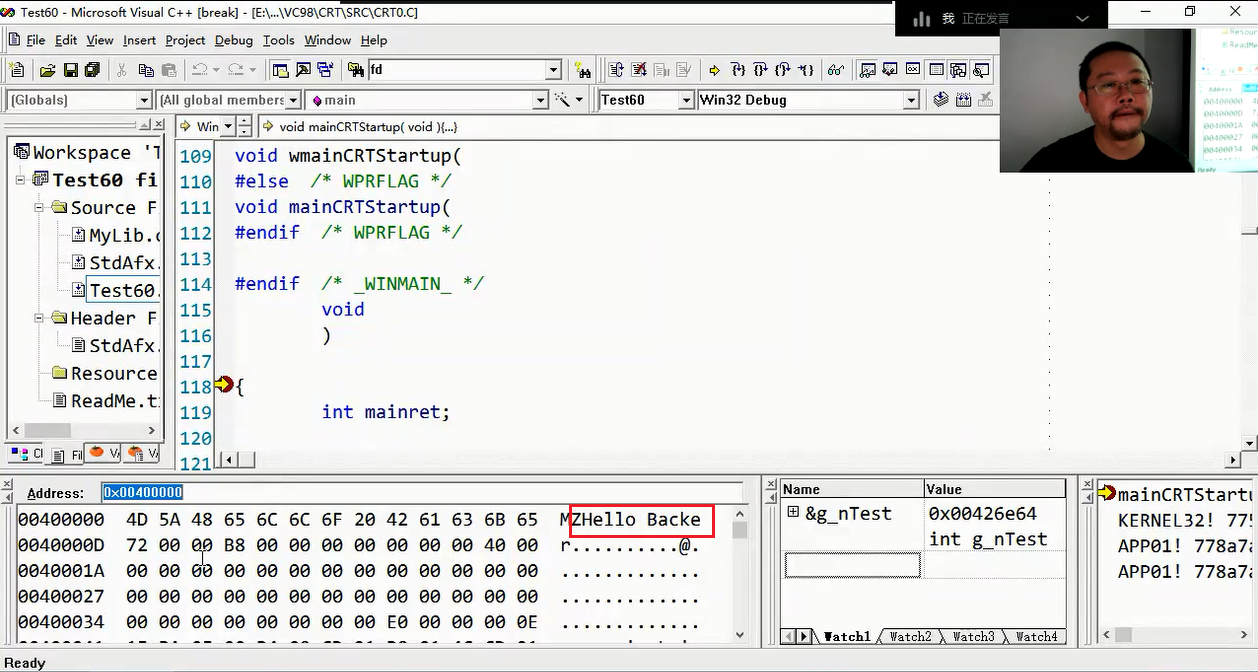 Test60 - Microsoft Visual C++ [break] - [E:\...\VC98\CRT\SRC\CRT0.C]
我 正在发言
File Edit View Insert Project Debug Tools Window Help
fd
(Globals) (All global members main Test60 Win32 Debug
Win void mainCRTStartup( void ){...}
Workspace 'T
Test60 fi
Source F
MyLib.c
StdAfx.
Test60.
Header F
StdAfx.
Resource
ReadMe.t
109 void wmainCRTStartup(
110 #else /* WPRFLAG */
111 void mainCRTStartup(
112 #endif /* WPRFLAG */
113
114 #endif /* _WINMAIN_ */
115 void
116 )
117
118 {
119 int mainret;
120
121
Address: 0x00400000
00400000 4D 5A 48 65 6C 6C 6F 20 42 61 63 6B 65 MZHello Backe
0040000D 72 00 00 B8 00 00 00 00 00 00 00 40 00 r..........@.
0040001A 00 00 00 00 00 00 00 00 00 00 00 00 00 .............
00400027 00 00 00 00 00 00 00 00 00 00 00 00 00 .............
00400034 00 00 00 00 00 00 00 00 E0 00 00 00 0E .............
Name Value
&g_nTest 0x00426e64
int g_nTest
Watch1 Watch2 Watch3 Watch4
mainCRTStart
KERNEL32! 775
APP01! 778a7a
APP01! 778a7a
Ready